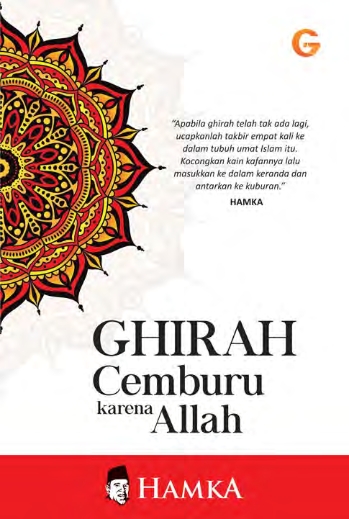 G
"Apabila ghirah telah tak ada lagi,
ucapkanlah takbir empat kali ke
dalam tubuh umat Islam itu.
Kocongkan kain kafannya lalu
masukkan ke dalam keranda dan
antarkan ke kuburan."
HAMKA
GHIRAH
Cemburu
karena Allah
HAMKA